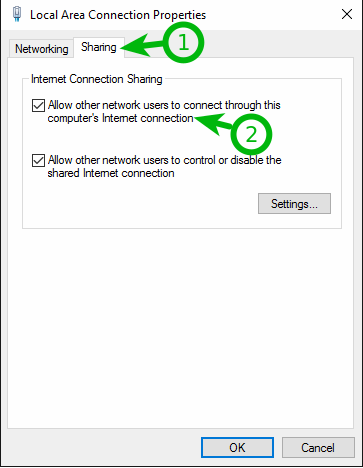 Local Area Connection Properties
Networking
Sharing
1
Internet Connection Sharing
Allow other network users to connect through this
computer's Internet connection
2
Allow other network users to control or disable the
shared Internet connection
Settings...
OK
Cancel